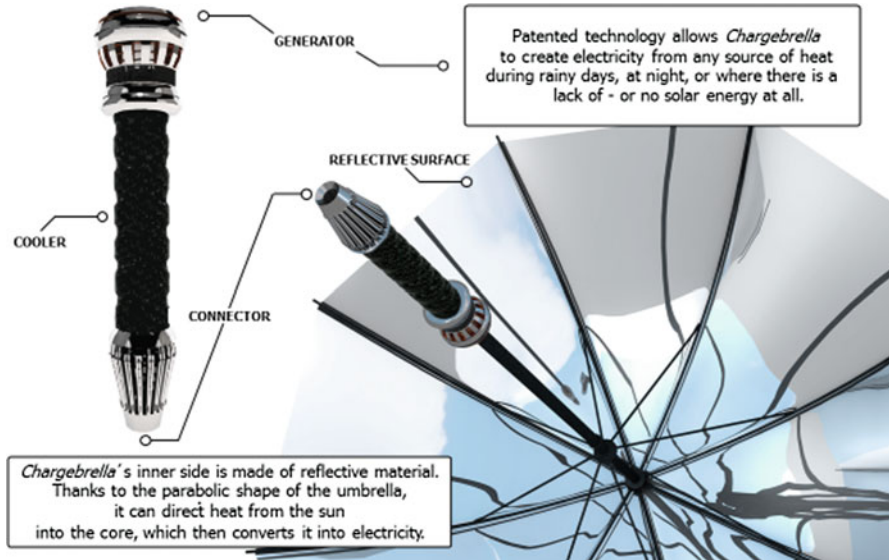 GENERATOR
Patented technology allows Chargebrella
to create electricity from any source of heat
during rainy days, at night, or where there is a
lack of - or no solar energy at all.
REFLECTIVE SURFACE
COOLER
CONNECTOR
Chargebrella's inner side is made of reflective material.
Thanks to the parabolic shape of the umbrella,
it can direct heat from the sun
into the core, which then converts it into electricity.